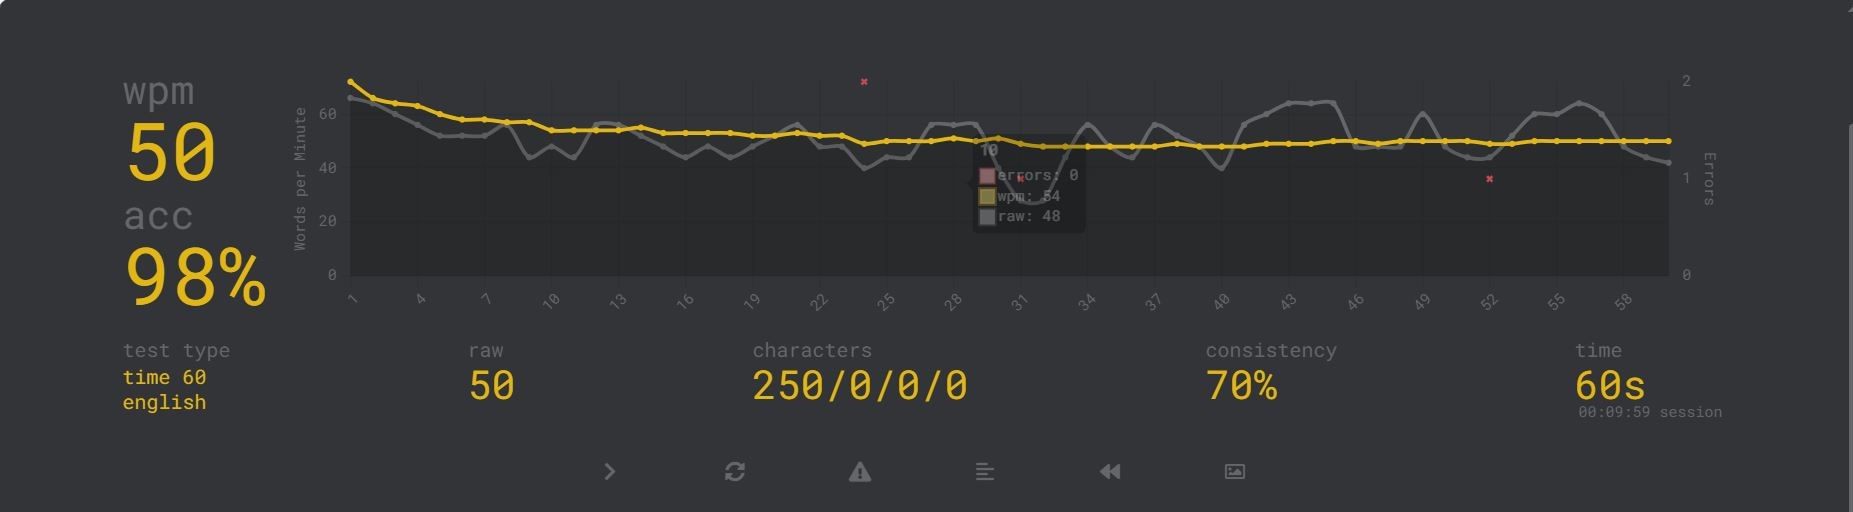 wpm
50
acc
98%
Words per Minute
60
40
20
0
1 4 7 10 13 16 19 22 25 28 31 34 37 40 43 46 49 52 55 58
2
1
0
Errors
10
errors: 0
wpm: 54
raw: 48
test type
time 60
english
raw
50
characters
250/0/0/0
consistency
70%
time
60s
00:09:59 session